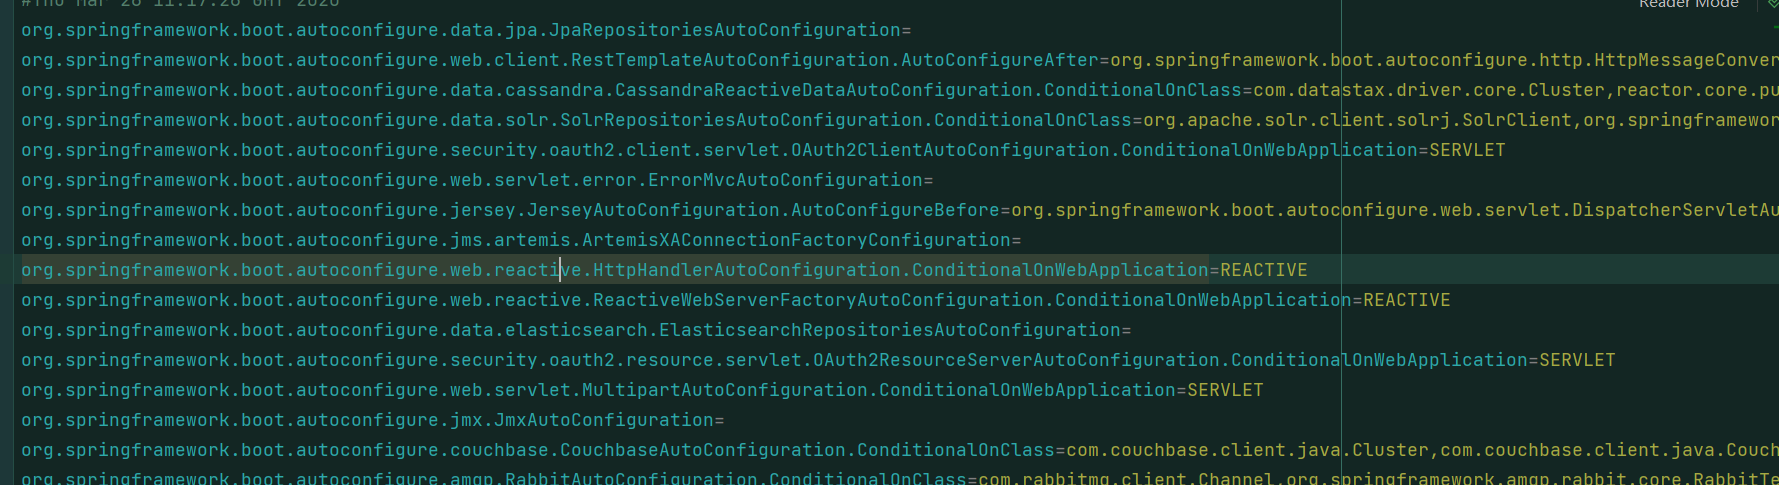 #Thu Mar 26 11:17:26 GMT 2020
Reader Mode
org.springframework.boot.autoconfigure.data.jpa.JpaRepositoriesAutoConfiguration=
org.springframework.boot.autoconfigure.web.client.RestTemplateAutoConfiguration.AutoConfigureAfter=org.springframework.boot.autoconfigure.http.HttpMessageConver
org.springframework.boot.autoconfigure.data.cassandra.CassandraReactiveDataAutoConfiguration.ConditionalOnClass=com.datastax.driver.core.Cluster,reactor.core.pu
org.springframework.boot.autoconfigure.data.solr.SolrRepositoriesAutoConfiguration.ConditionalOnClass=org.apache.solr.client.solrj.SolrClient,org.springframewor
org.springframework.boot.autoconfigure.security.oauth2.client.servlet.OAuth2ClientAutoConfiguration.ConditionalOnWebApplication=SERVLET
org.springframework.boot.autoconfigure.web.servlet.error.ErrorMvcAutoConfiguration=
org.springframework.boot.autoconfigure.jersey.JerseyAutoConfiguration.AutoConfigureBefore=org.springframework.boot.autoconfigure.web.servlet.DispatcherServletAu
org.springframework.boot.autoconfigure.jms.artemis.ArtemisXAConnectionFactoryConfiguration=
org.springframework.boot.autoconfigure.web.reactive.HttpHandlerAutoConfiguration.ConditionalOnWebApplication=REACTIVE
org.springframework.boot.autoconfigure.web.reactive.ReactiveWebServerFactoryAutoConfiguration.ConditionalOnWebApplication=REACTIVE
org.springframework.boot.autoconfigure.data.elasticsearch.ElasticsearchRepositoriesAutoConfiguration=
org.springframework.boot.autoconfigure.security.oauth2.resource.servlet.OAuth2ResourceServerAutoConfiguration.ConditionalOnWebApplication=SERVLET
org.springframework.boot.autoconfigure.web.servlet.MultipartAutoConfiguration.ConditionalOnWebApplication=SERVLET
org.springframework.boot.autoconfigure.jmx.JmxAutoConfiguration=
org.springframework.boot.autoconfigure.couchbase.CouchbaseAutoConfiguration.ConditionalOnClass=com.couchbase.client.java.Cluster,com.couchbase.client.java.Couch
org.springframework.boot.autoconfigure.amqp.RabbitAutoConfiguration.ConditionalOnClass=com.rabbitmq.client.Channel,org.springframework.amqp.rabbit.core.RabbitTe